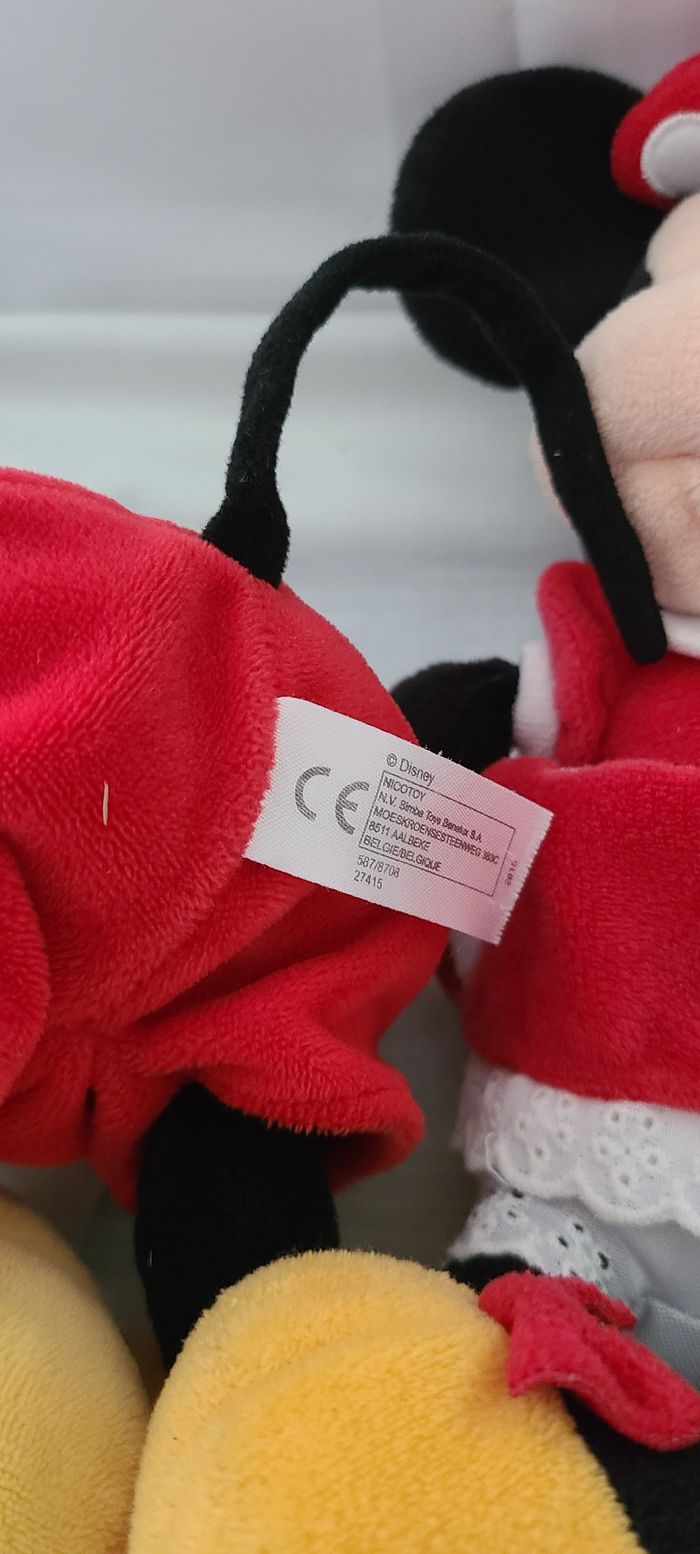 CE
© Disney
NICOTOY
N.V. Simba Toys Benelux S.A
MOESKROENSESTEENWEG 383C
8511 AALBEKE
BELGIE/BELGIQUE
587/8708
27415